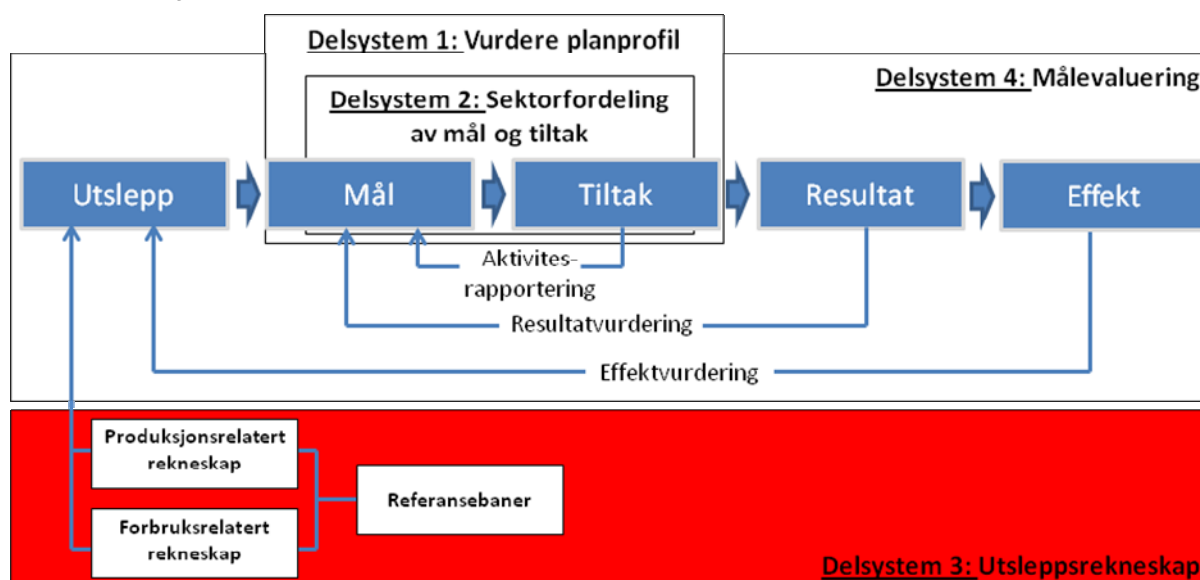 Delsystem 1: Vurdere planprofil
Delsystem 4: Målevaluering
Delsystem 2: Sektorfordeling
av mål og tiltak
Utslepp
Mål
Tiltak
Resultat
Effekt
Aktivites-
rapportering
Resultatvurdering
Effektvurdering
Produksjonsrelatert
rekneskap
Referansebaner
Forbruksrelatert
rekneskap
Delsystem 3: Utsleppsrekneskap